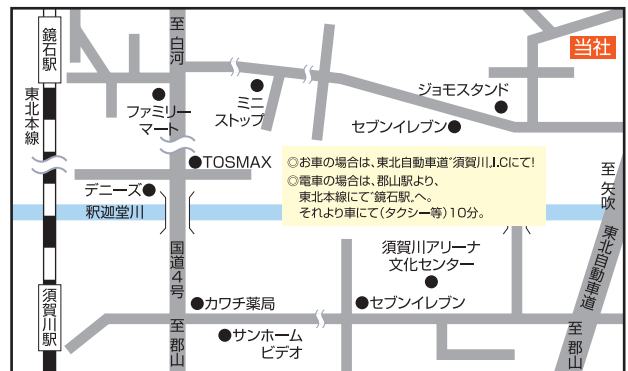 鏡石駅
至白河
当社
東北本線
ファミリー
マート
ミニ
ストップ
ジョモスタンド
セブンイレブン
TOSMAX
◎お車の場合は、東北自動車道“須賀川I.Cにて!
◎電車の場合は、郡山駅より、
東北本線にて“鏡石駅”へ。
それより車にて(タクシー等)10分。
至矢吹
デニーズ
釈迦堂川
国道4号
須賀川アリーナ
文化センター
東北自動車道
須賀川駅
カワチ薬局
セブンイレブン
サンホーム
ビデオ
至郡山
至郡山